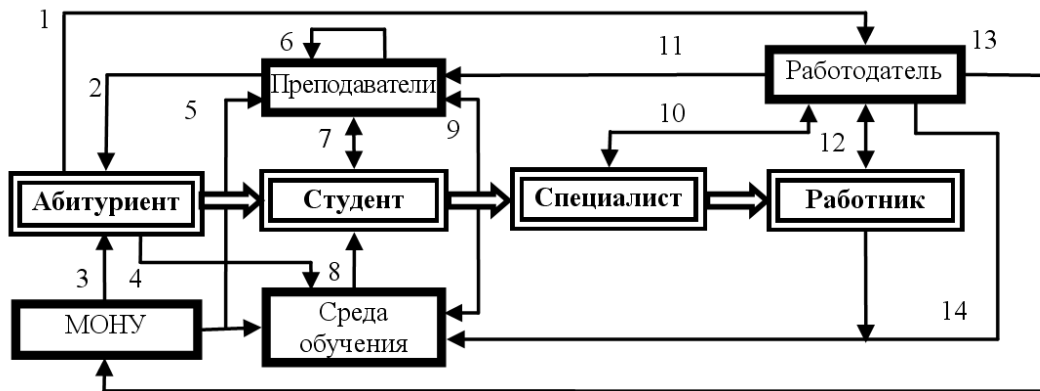 1
6
11
13
Преподаватели
Работодатель
2
5
7
9
10
12
Абитуриент
Студент
Специалист
Работник
3
4
8
МОНУ
Среда
обучения
14